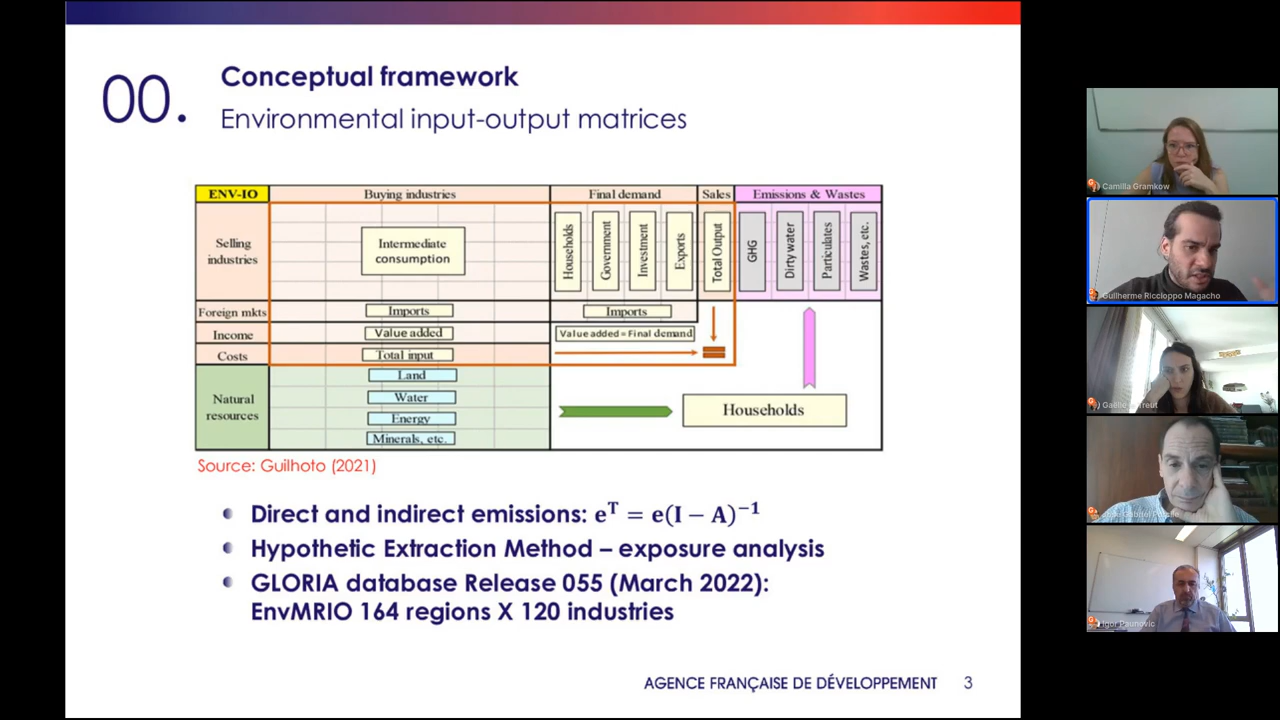 00.
Conceptual framework
Environmental input-output matrices
ENV-IO
Buying industries
Final demand
Sales
Emissions & Wastes
Selling
industries
Intermediate
consumption
Households
Government
Investment
Exports
Total Output
GHG
Dirty water
Particulates
Wastes, etc.
Foreign mkts
Imports
Imports
Income
Value added
Value added = Final demand
Costs
Total input
Natural
resources
Land
Water
Energy
Minerals, etc.
Households
Source: Guilhoto (2021)
Direct and indirect emissions: eᵀ = e(I − A)⁻¹
Hypothetic Extraction Method – exposure analysis
GLORIA database Release 055 (March 2022):
EnvMRIO 164 regions X 120 industries
AGENCE FRANÇAISE DE DÉVELOPPEMENT 3
Camilla Gramkow
Guilherme Riccioppo Magacho
Gaëlle Treut
Gabriel
Igor Paunovic